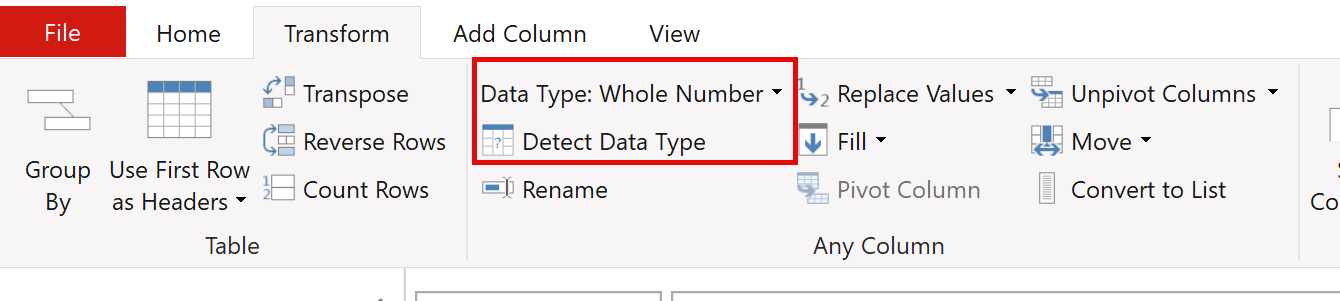 File Home Transform Add Column View
Group By
Use First Row as Headers
Transpose
Reverse Rows
Count Rows
Table
Data Type: Whole Number
Detect Data Type
Rename
1 2 Replace Values
Fill
Pivot Column
Unpivot Columns
Move
Convert to List
Any Column